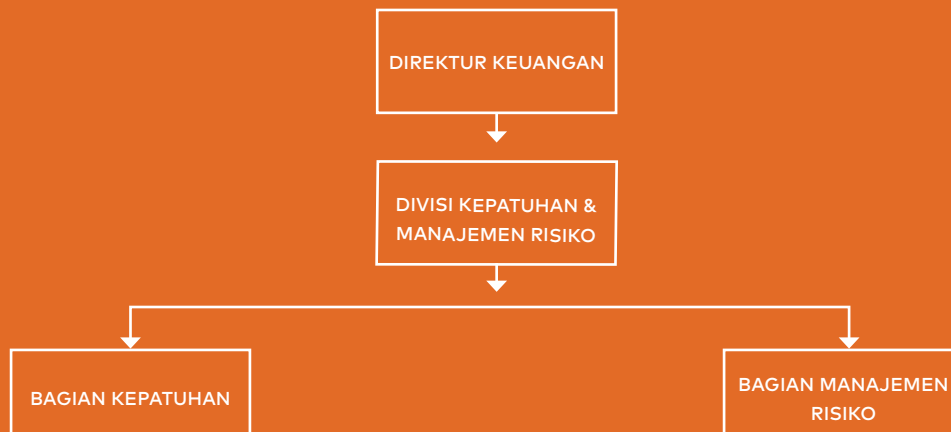 DIREKTUR KEUANGAN
DIVISI KEPATUHAN &
MANAJEMEN RISIKO
BAGIAN KEPATUHAN
BAGIAN MANAJEMEN
RISIKO